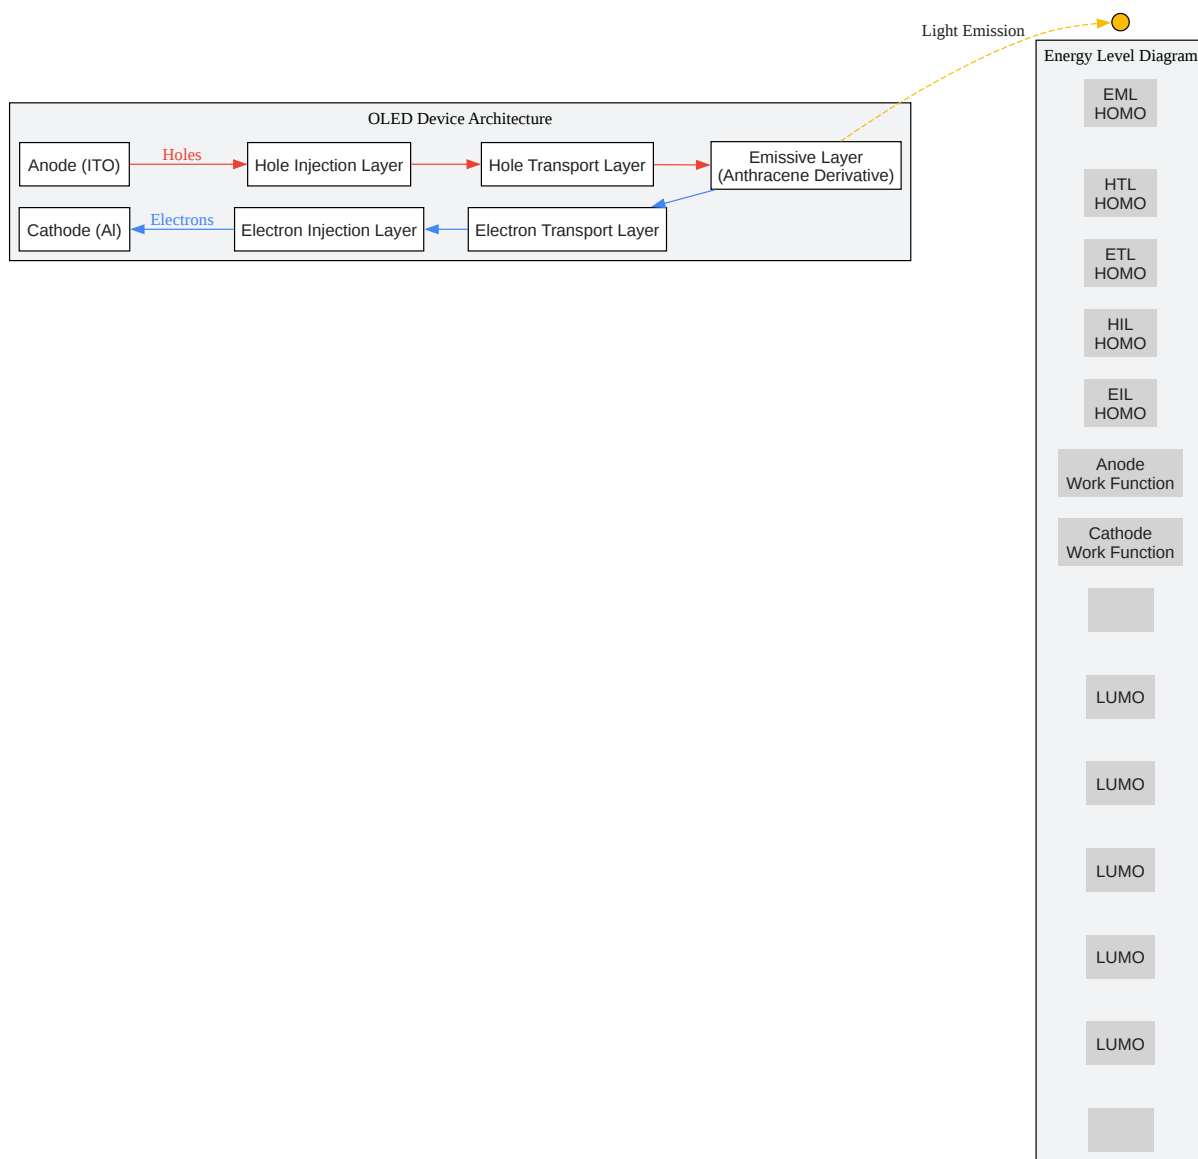 Light Emission
Energy Level Diagram
OLED Device Architecture
Anode (ITO)
Holes
Hole Injection Layer
Hole Transport Layer
Emissive Layer
(Anthracene Derivative)
Cathode (Al)
Electrons
Electron Injection Layer
Electron Transport Layer
EML
HOMO
HTL
HOMO
ETL
HOMO
HIL
HOMO
EIL
HOMO
Anode
Work Function
Cathode
Work Function
LUMO
LUMO
LUMO
LUMO
LUMO